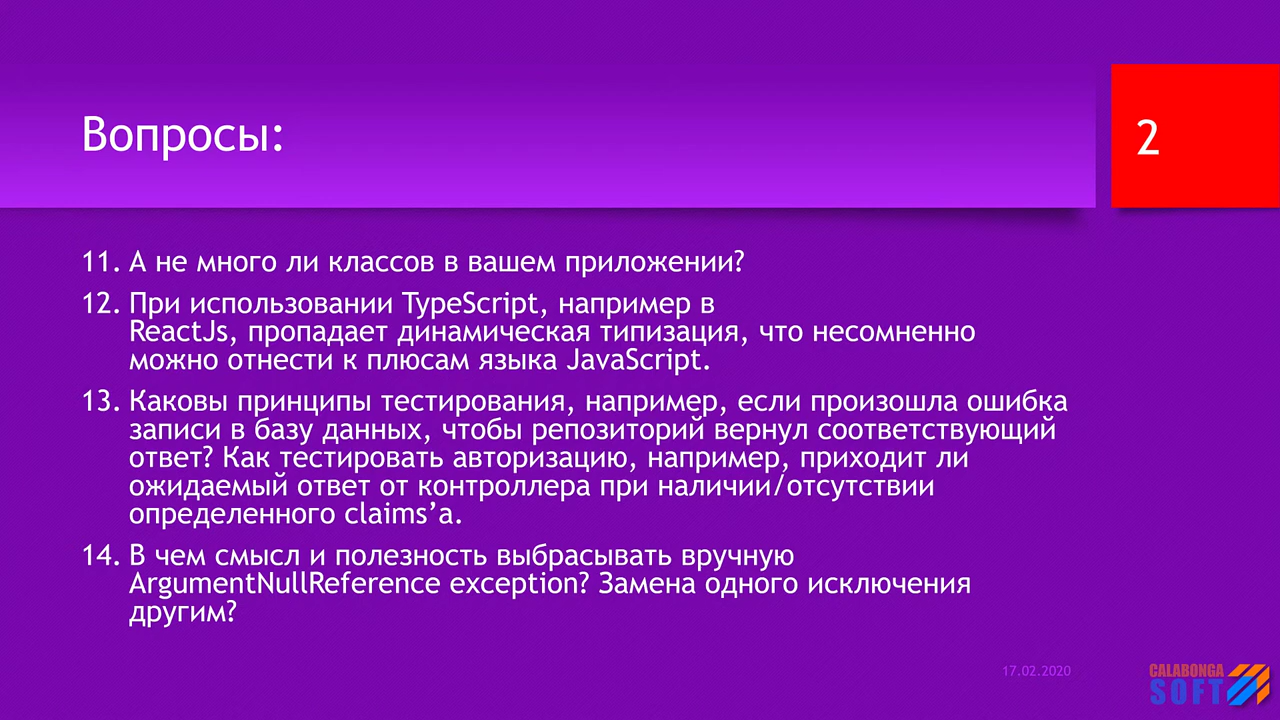 Вопросы:
2
11. А не много ли классов в вашем приложении?
12. При использовании TypeScript, например в
ReactJs, пропадает динамическая типизация, что несомненно
можно отнести к плюсам языка JavaScript.
13. Каковы принципы тестирования, например, если произошла ошибка
записи в базу данных, чтобы репозиторий вернул соответствующий
ответ? Как тестировать авторизацию, например, приходит ли
ожидаемый ответ от контроллера при наличии/отсутствии
определенного claims’а.
14. В чем смысл и полезность выбрасывать вручную
ArgumentNullReference exception? Замена одного исключения
другим?
17.02.2020
CALABONGA
SOFT